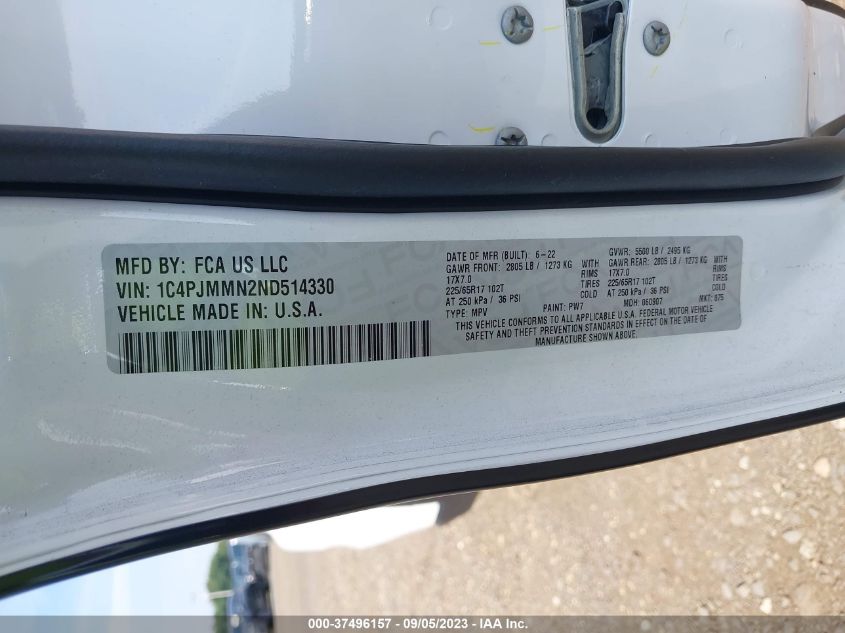 MFD BY: FCA US LLC
VIN: 1C4PJMMN2ND514330
VEHICLE MADE IN: U.S.A.
DATE OF MFR (BUILT): 6-22
GAWR FRONT: 2805 LB / 1273 KG WITH
17X7.0 RIMS
225/65R17 102T TIRES
AT 250 kPa / 36 PSI
TYPE: MPV PAINT: PW7
GVWR: 5500 LB / 2495 KG
GAWR REAR: 2805 LB / 1273 KG WITH
17X7.0 RIMS
225/65R17 102T TIRES
AT 250 kPa / 36 PSI
MDH: 060907 MKT: 875
THIS VEHICLE CONFORMS TO ALL APPLICABLE U.S.A. FEDERAL MOTOR VEHICLE
SAFETY AND THEFT PREVENTION STANDARDS IN EFFECT ON THE DATE OF
MANUFACTURE SHOWN ABOVE.
000-37496157 - 09/05/2023 - IAA Inc.